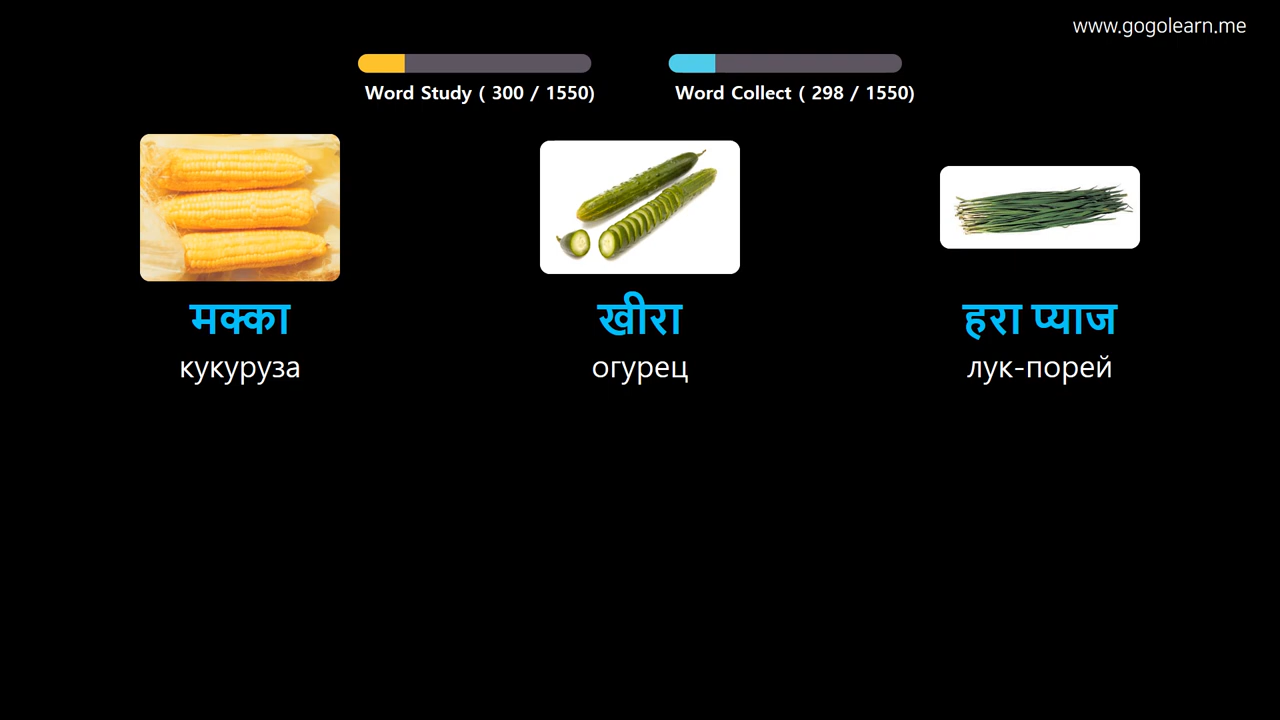 www.gogolearn.me
Word Study ( 300 / 1550)
Word Collect ( 298 / 1550)
मक्का
खीरा
हरा प्याज
кукуруза
огурец
лук-порей